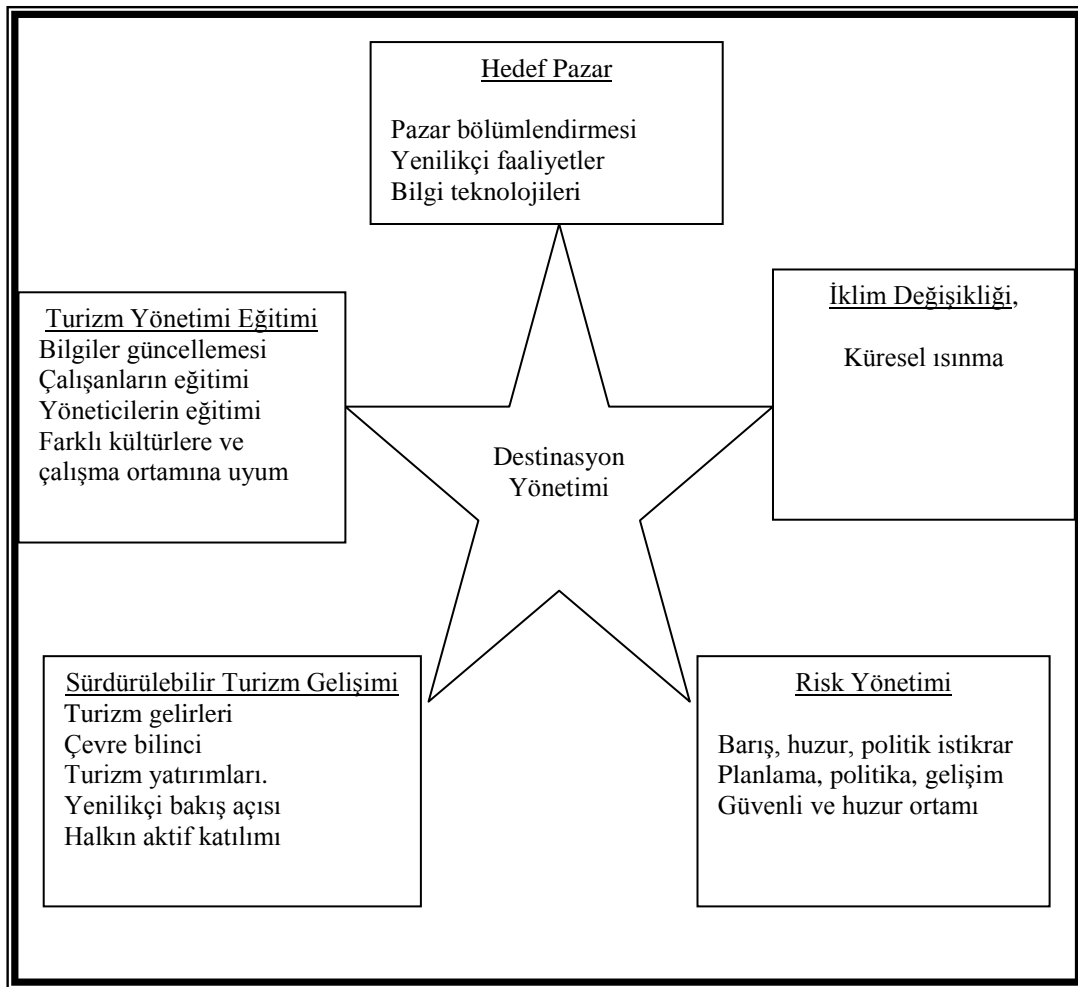 Hedef Pazar
Pazar bölümlendirmesi
Yenilikçi faaliyetler
Bilgi teknolojileri
Turizm Yönetimi Eğitimi
Bilgiler güncellemesi
Çalışanların eğitimi
Yöneticilerin eğitimi
Farklı kültürlere ve
çalışma ortamına uyum
İklim Değişikliği,
Küresel ısınma
Destinasyon
Yönetimi
Sürdürülebilir Turizm Gelişimi
Turizm gelirleri
Çevre bilinci
Turizm yatırımları.
Yenilikçi bakış açısı
Halkın aktif katılımı
Risk Yönetimi
Barış, huzur, politik istikrar
Planlama, politika, gelişim
Güvenli ve huzur ortamı